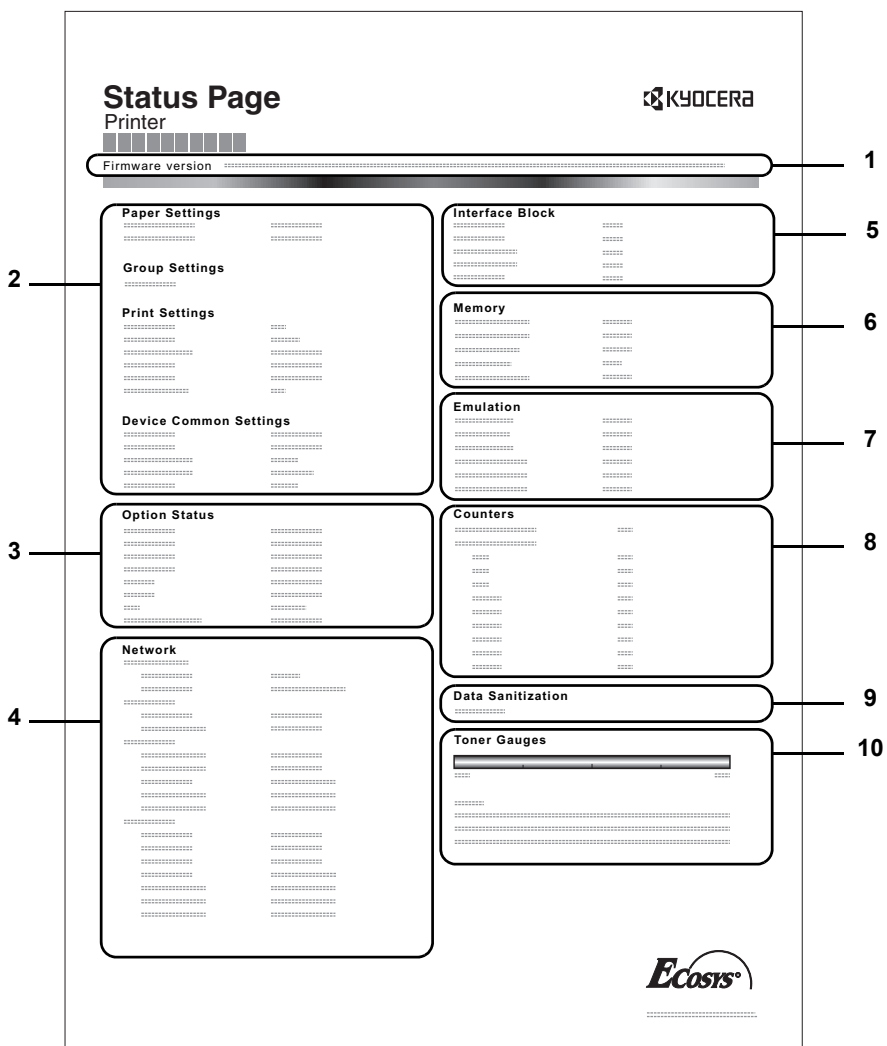 Status Page
KYOCERA
Printer
Firmware version
1
Paper Settings
Group Settings
Print Settings
Device Common Settings
2
Option Status
3
Network
4
Interface Block
5
Memory
6
Emulation
7
Counters
8
Data Sanitization
9
Toner Gauges
10
ECOSYS